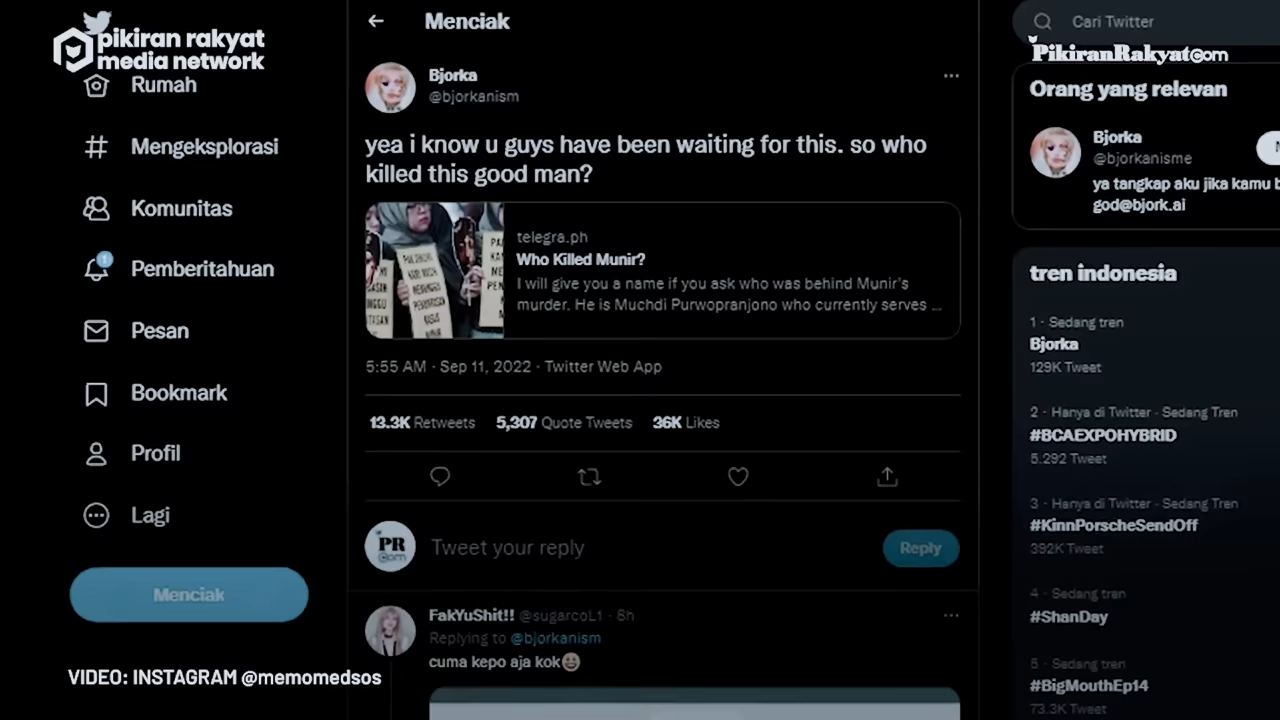 pikiran rakyat
media network
Rumah
Mengeksplorasi
Komunitas
1
Pemberitahuan
Pesan
Bookmark
Profil
Lagi
Menciak
VIDEO: INSTAGRAM @memomedsos
Menciak
Bjorka
@bjorkanism
yea i know u guys have been waiting for this. so who
killed this good man?
telegra.ph
Who Killed Munir?
I will give you a name if you ask who was behind Munir's
murder. He is Muchdi Purwopranjono who currently serves ...
5:55 AM · Sep 11, 2022 · Twitter Web App
13.3K Retweets 5,307 Quote Tweets 36K Likes
PR
Com
Tweet your reply
Reply
FakYuShit!! @sugarcoL1 · 8h
Replying to @bjorkanism
cuma kepo aja kok
Cari Twitter
PikiranRakyatCom
Orang yang relevan
Bjorka
@bjorkanisme
ya tangkap aku jika kamu b
god@bjork.ai
tren indonesia
1 · Sedang tren
Bjorka
129K Tweet
2 · Hanya di Twitter · Sedang Tren
#BCAEXPOHYBRID
5.292 Tweet
3 · Hanya di Twitter · Sedang Tren
#KinnPorscheSendOff
392K Tweet
4 · Sedang tren
#ShanDay
5 · Sedang tren
#BigMouthEp14
73.3K Tweet